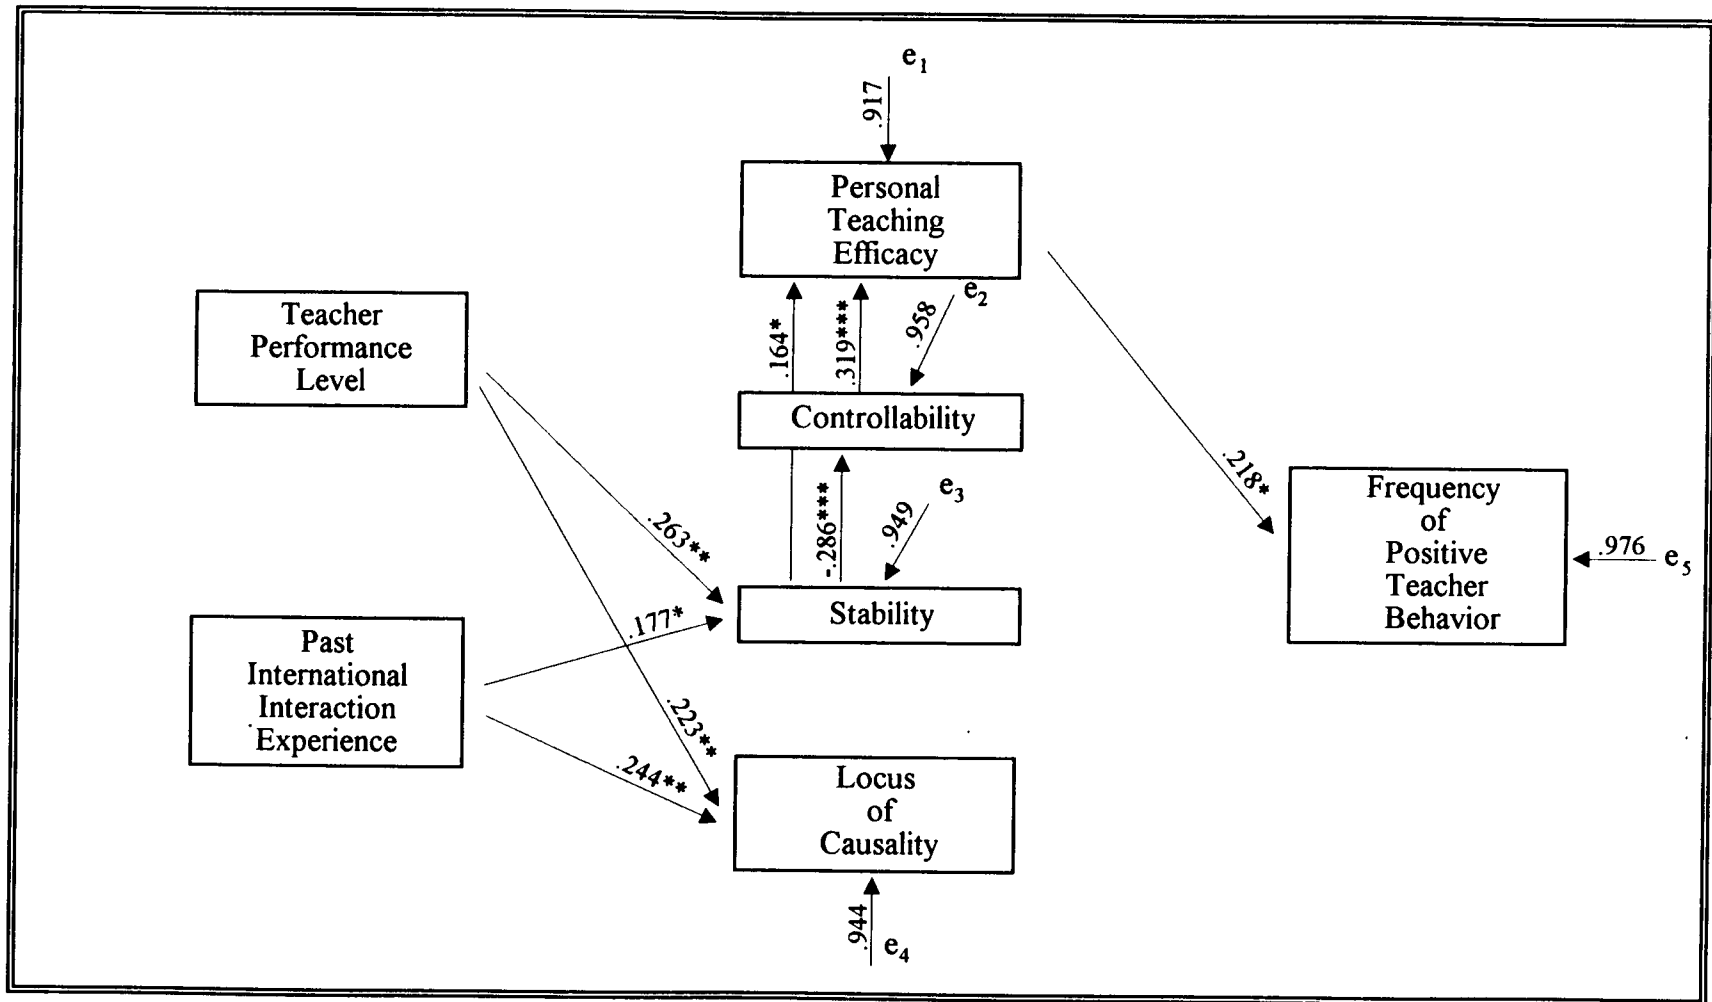 e1
.917
Personal
Teaching
Efficacy
e2
.958
.164*
.319***
Teacher
Performance
Level
Controllability
.218*
-.286***
e3
.949
.263**
Stability
.177*
Frequency
of
Positive
Teacher
Behavior
.976
e5
Past
International
Interaction
Experience
.223**
.244**
Locus
of
Causality
.944
e4